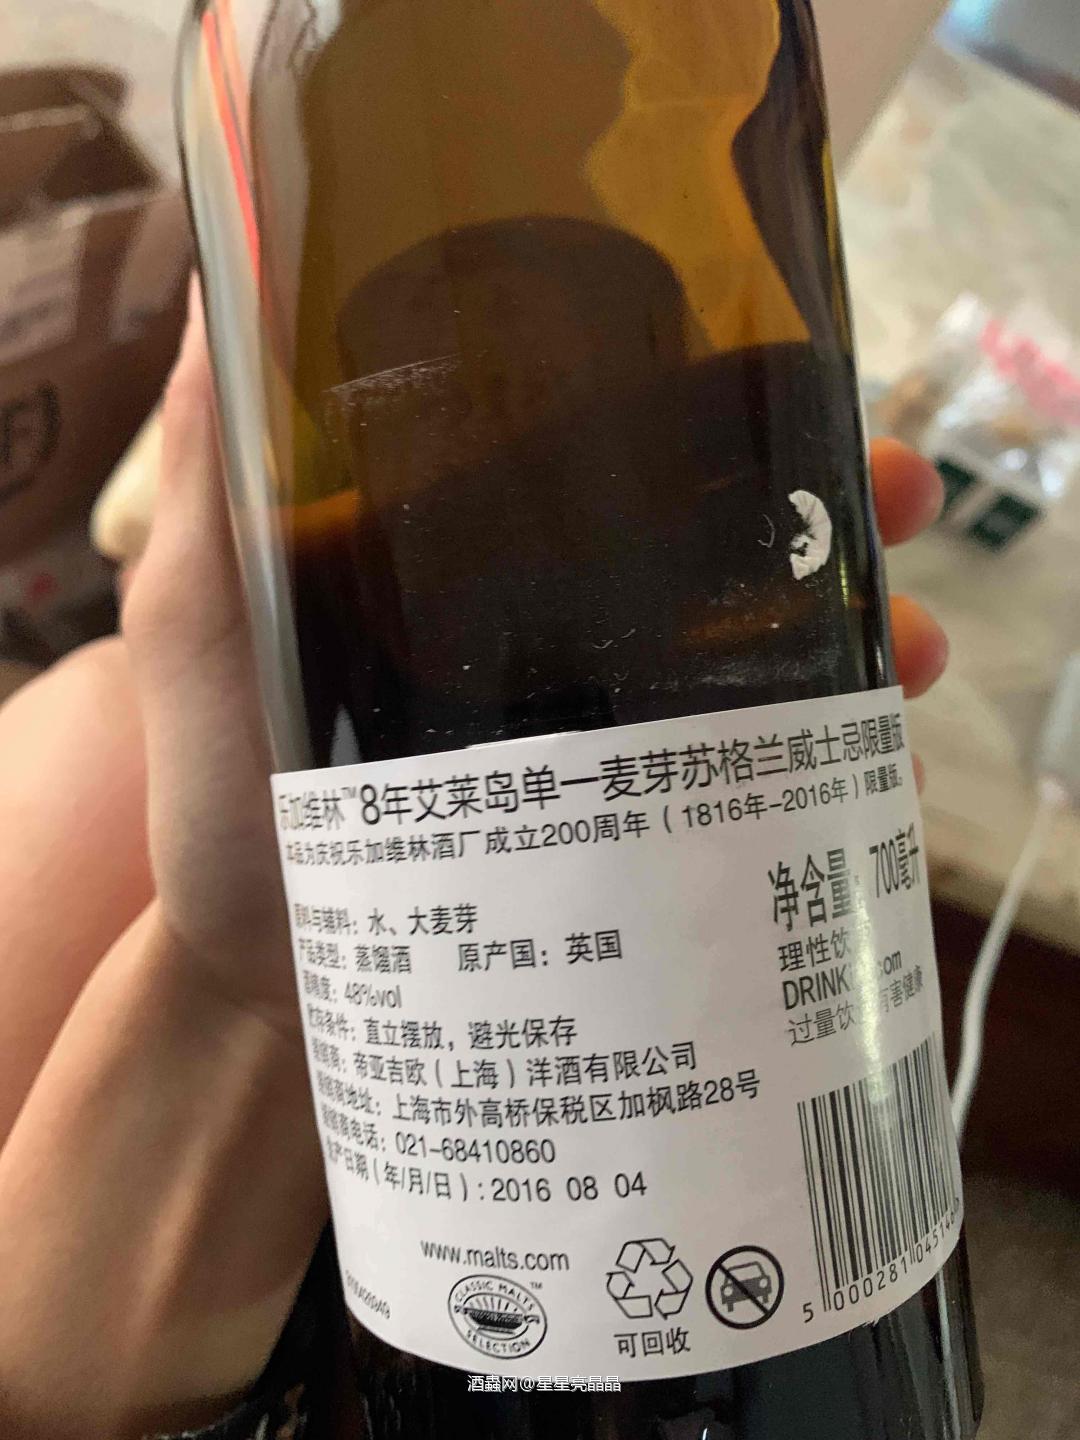 乐加维林™8年艾莱岛单一麦芽苏格兰威士忌限量版
本品为庆祝乐加维林酒厂成立200周年（1816年-2016年）限量版。
净含量: 700毫升
原料与辅料：水、大麦芽
产品类型：蒸馏酒 原产国：英国
酒精度：48%vol
贮存条件：直立摆放，避光保存
经销商：帝亚吉欧（上海）洋酒有限公司
经销商地址：上海市外高桥保税区加枫路28号
经销商电话：021-68410860
生产日期（年/月/日）: 2016 08 04
理性饮
DRINK
.com
过量饮
有害健康
www.malts.com
CLASSIC MALTS
SELECTION
™
可回收
5 000281 04514
酒蟲网@星星亮晶晶